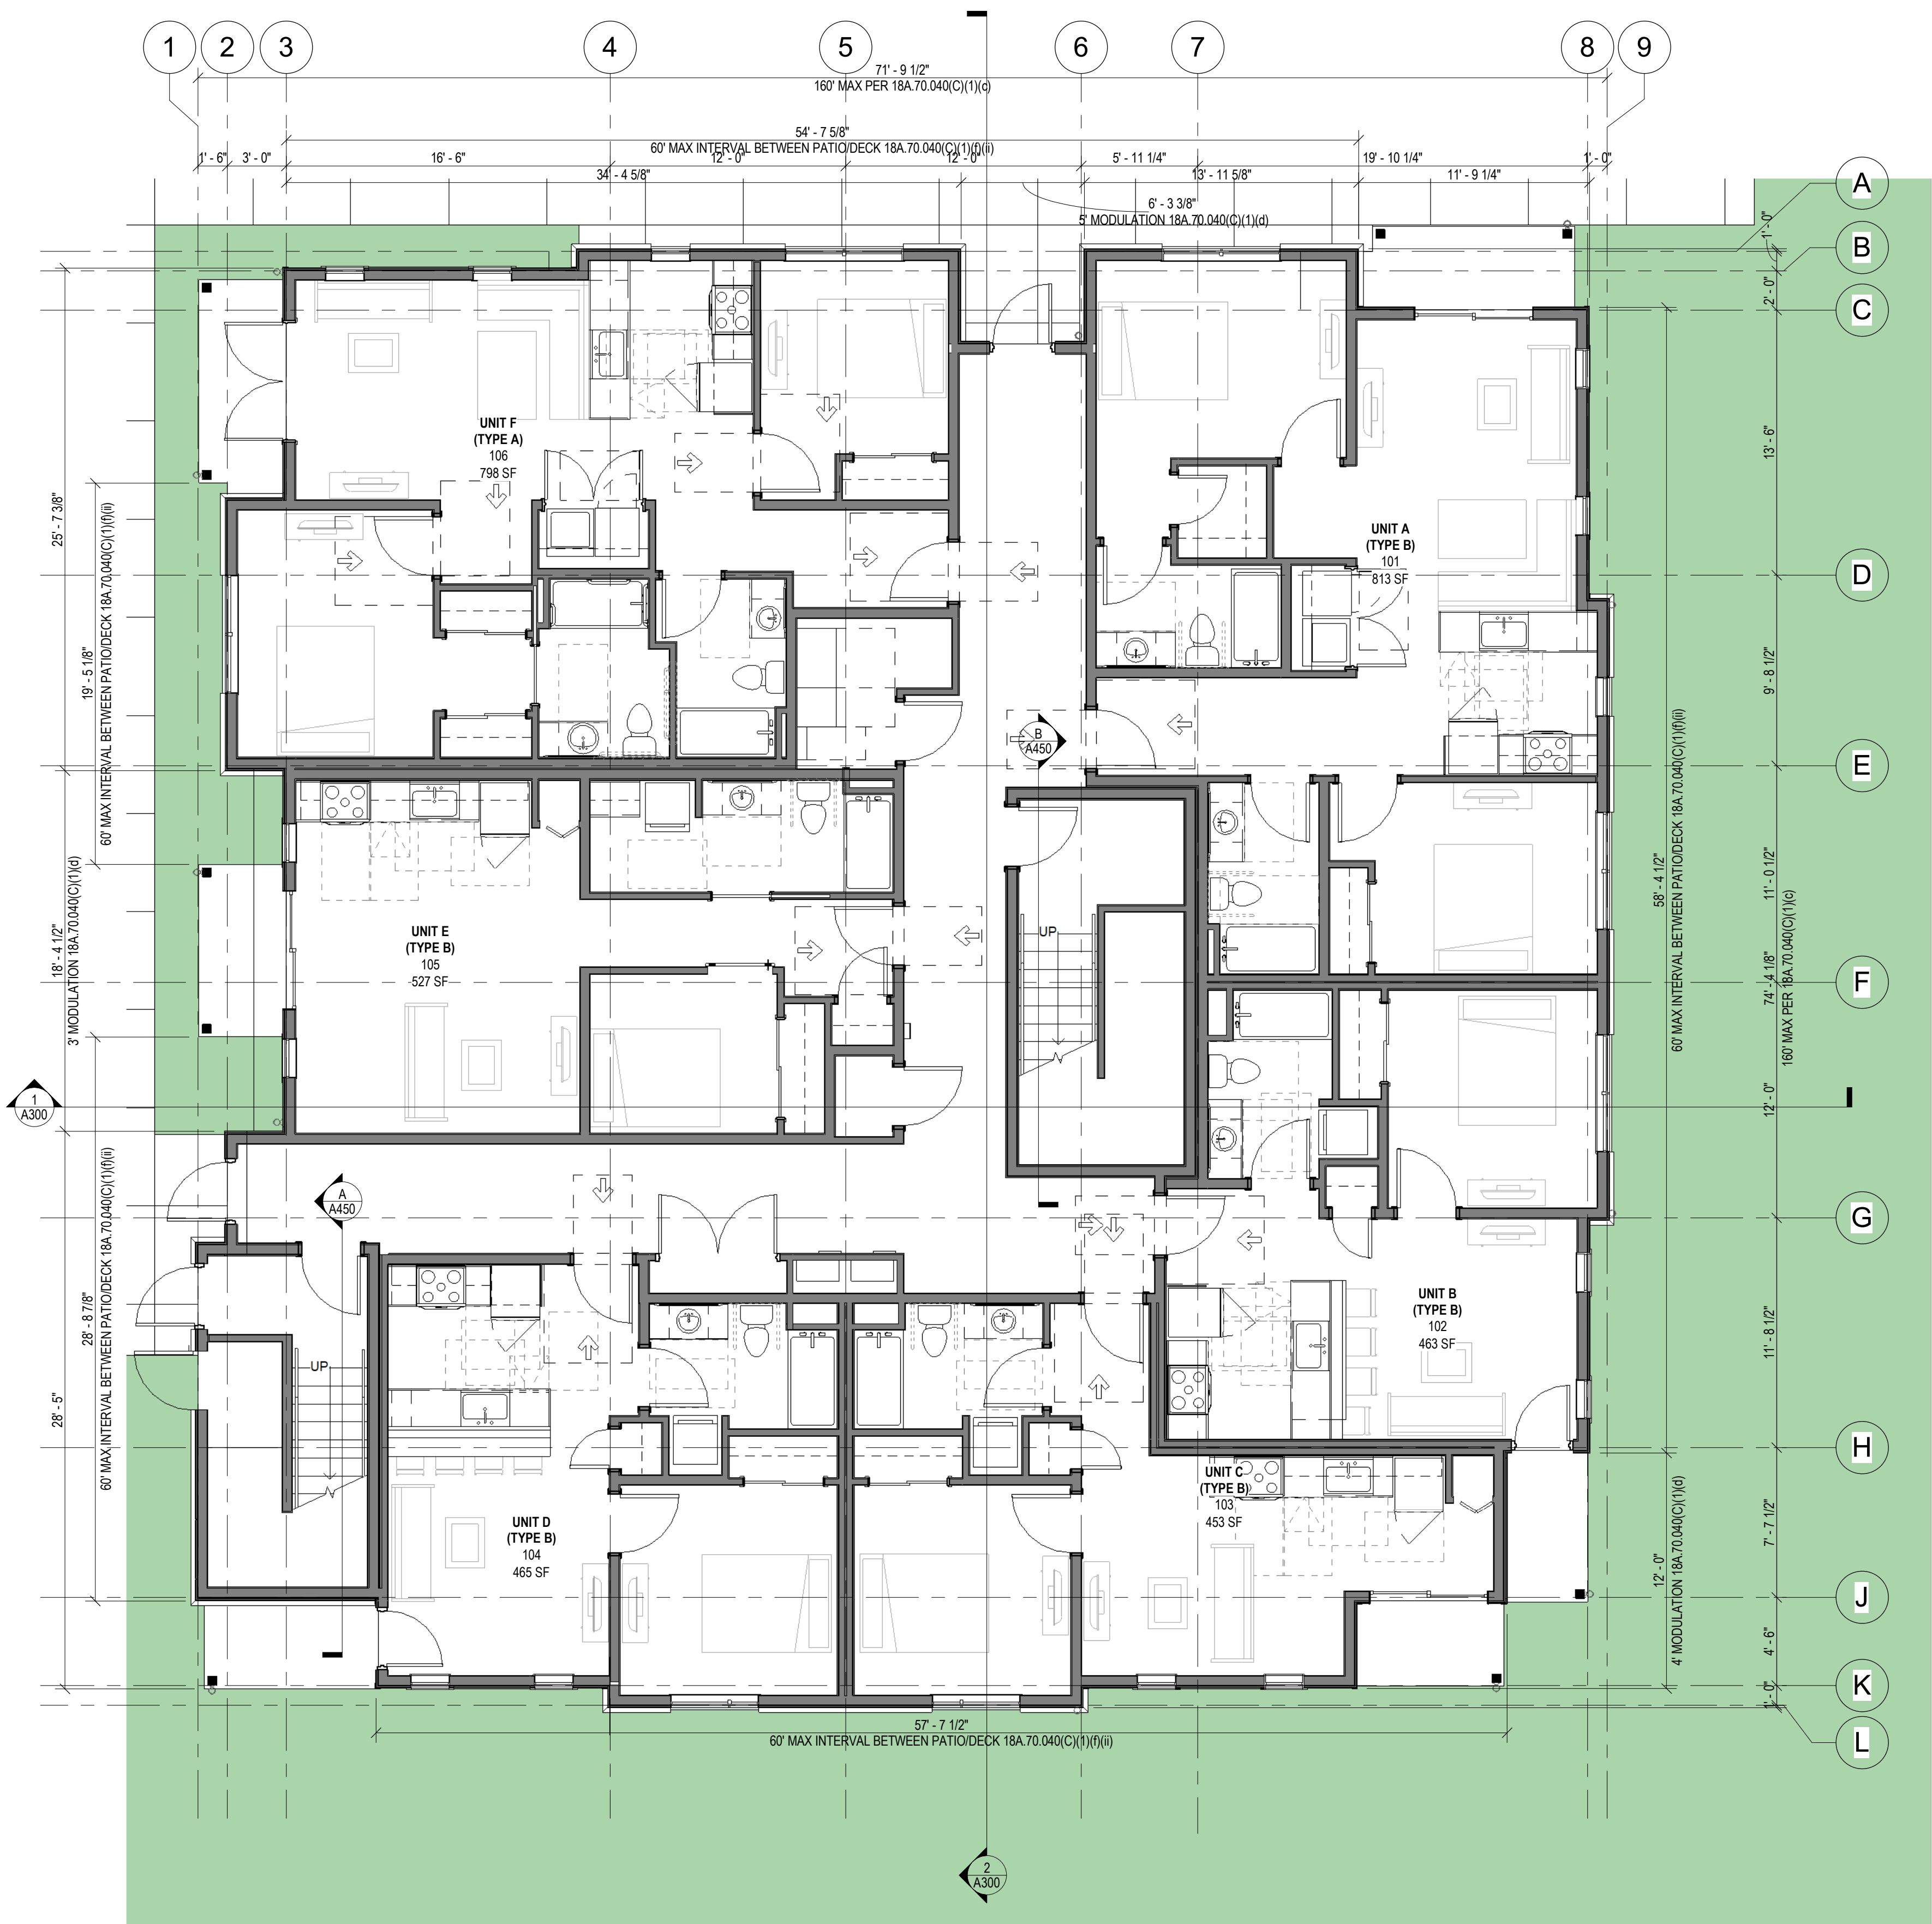 1 2 3 4 5 6 7 8 9
71' - 9 1/2"
160' MAX PER 18A.70.040(C)(1)(c)
54' - 7 5/8"
60' MAX INTERVAL BETWEEN PATIO/DECK 18A.70.040(C)(1)(f)(ii)
1' - 6" 3' - 0" 16' - 6" 12' - 0" 12' - 0" 5' - 11 1/4" 19' - 10 1/4" 1' - 0"
34' - 4 5/8" 13' - 11 5/8" 11' - 9 1/4"
6' - 3 3/8"
5' MODULATION 18A.70.040(C)(1)(d)
A
B
C
D
E
F
G
H
J
K
L
1' - 0"
2' - 0"
13' - 6"
9' - 8 1/2"
11' - 0 1/2"
12' - 0"
11' - 8 1/2"
7' - 7 1/2"
4' - 6"
1' - 0"
74' - 4 1/8"
160' MAX PER 18A.70.040(C)(1)(c)
58' - 4 1/2"
60' MAX INTERVAL BETWEEN PATIO/DECK 18A.70.040(C)(1)(f)(ii)
12' - 0"
4' MODULATION 18A.70.040(C)(1)(d)
25' - 7 3/8"
19' - 5 1/8"
60' MAX INTERVAL BETWEEN PATIO/DECK 18A.70.040(C)(1)(f)(ii)
18' - 4 1/2"
3' MODULATION 18A.70.040(C)(1)(d)
28' - 8 7/8"
60' MAX INTERVAL BETWEEN PATIO/DECK 18A.70.040(C)(1)(f)(ii)
28' - 5"
UNIT F
(TYPE A)
106
798 SF
UNIT A
(TYPE B)
101
813 SF
B
A450
UNIT E
(TYPE B)
105
527 SF
UP
1
A300
A
A450
UNIT B
(TYPE B)
102
463 SF
UP
UNIT C
(TYPE B)
103
453 SF
UNIT D
(TYPE B)
104
465 SF
57' - 7 1/2"
60' MAX INTERVAL BETWEEN PATIO/DECK 18A.70.040(C)(1)(f)(ii)
2
A300